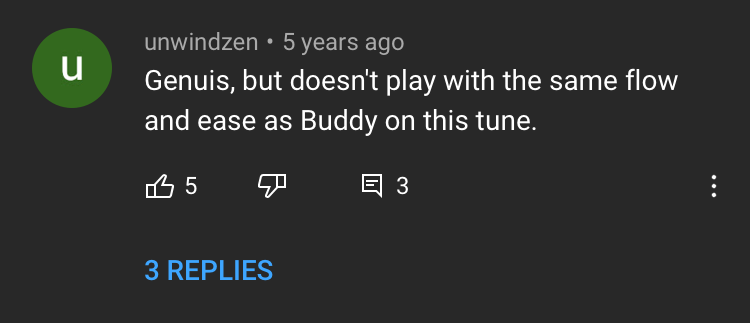 u
unwindzen • 5 years ago
Genuis, but doesn't play with the same flow
and ease as Buddy on this tune.
5
3
3 REPLIES